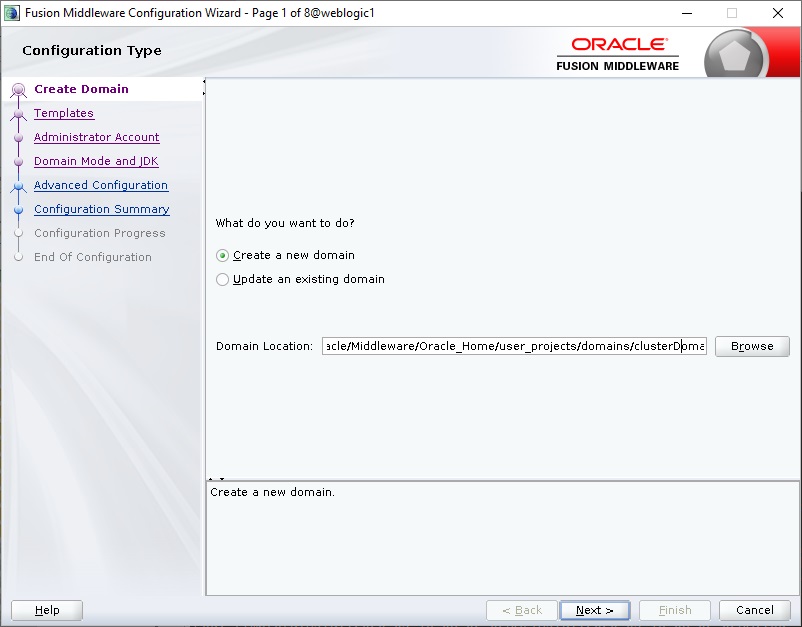 Fusion Middleware Configuration Wizard - Page 1 of 8@weblogic1
Configuration Type
ORACLE
FUSION MIDDLEWARE
Create Domain
Templates
Administrator Account
Domain Mode and JDK
Advanced Configuration
Configuration Summary
Configuration Progress
End Of Configuration
What do you want to do?
Create a new domain
Update an existing domain
Domain Location: acle/Middleware/Oracle_Home/user_projects/domains/clusterDoma Browse
Create a new domain.
Help < Back Next > Finish Cancel